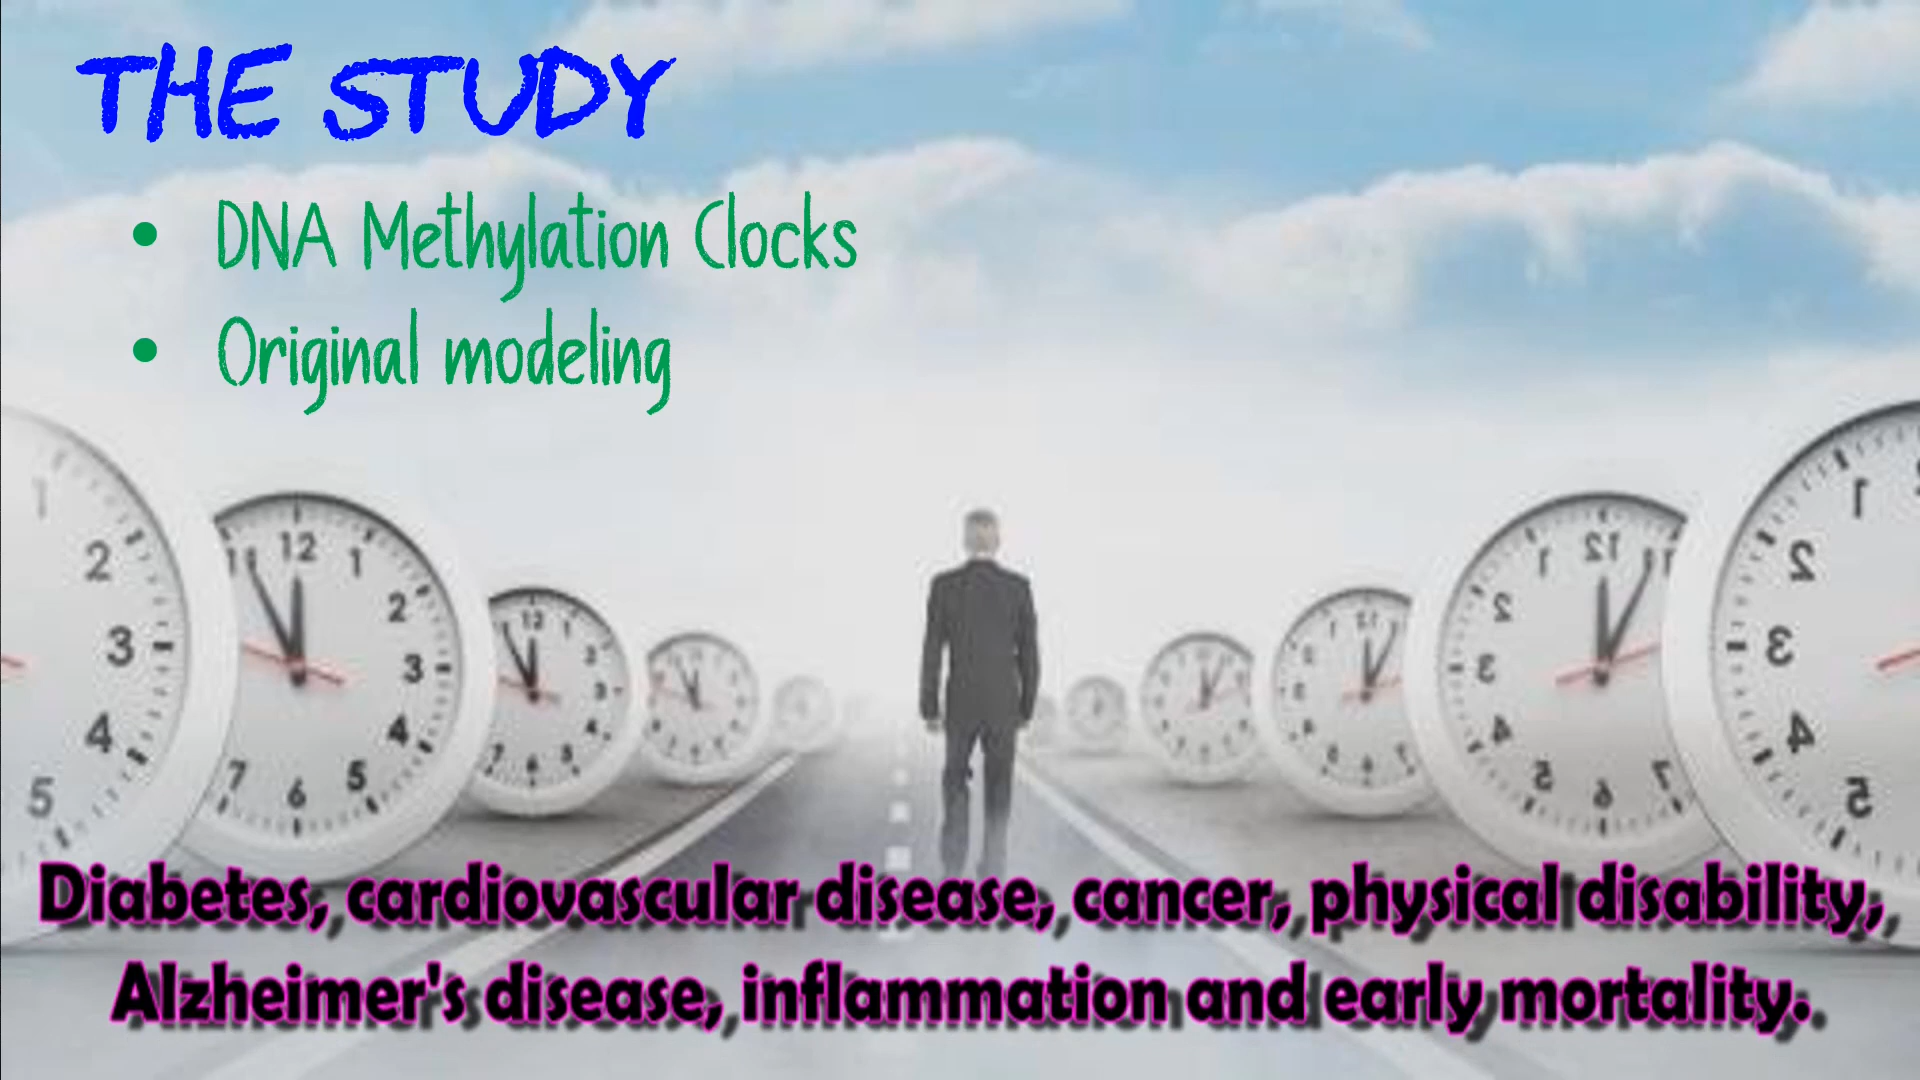 THE STUDY
• DNA Methylation Clocks
• Original modeling
Diabetes, cardiovascular disease, cancer, physical disability,
Alzheimer's disease, inflammation and early mortality.